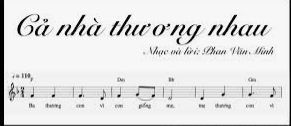 Cả nhà thương nhau
Nhạc và lời: Phan Văn Minh
♩ = 110
F Dm B♭ Gm
Ba thương con vì con giống mẹ, mẹ thương con vì